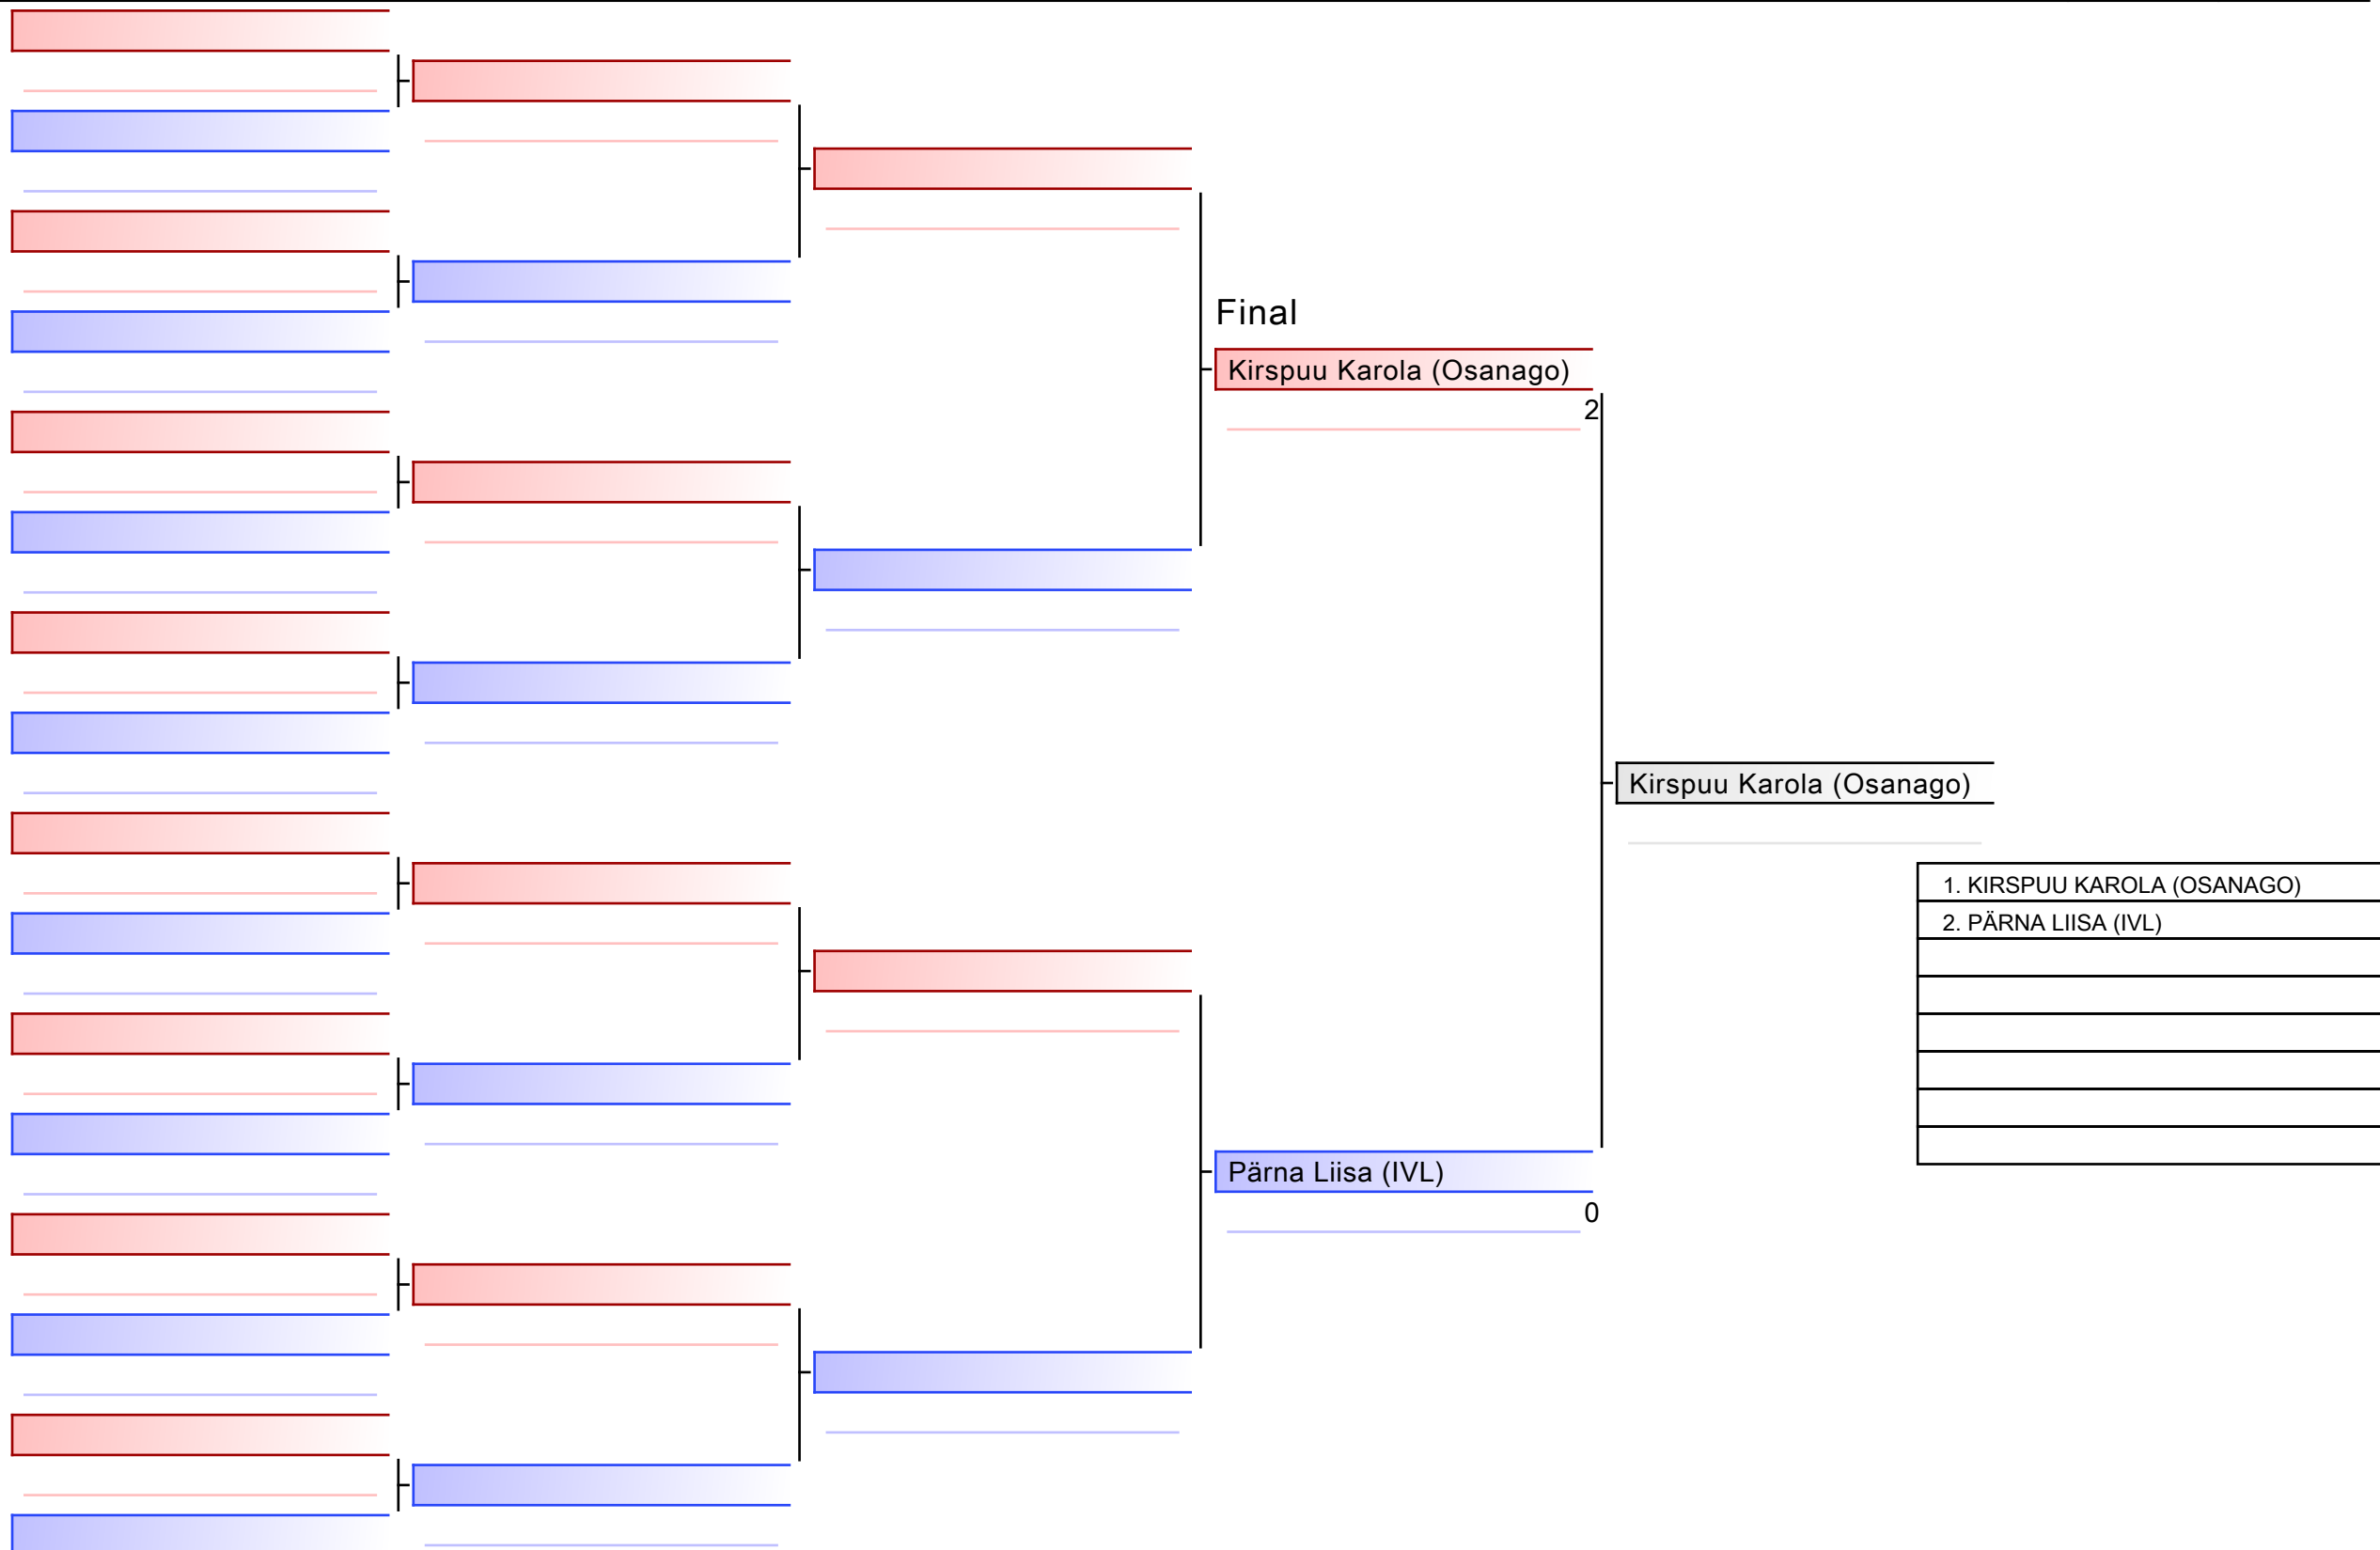 Final
Kirspuu Karola (Osanago)
2
Kirspuu Karola (Osanago)
1. KIRSPUU KAROLA (OSANAGO)
2. PÄRNA LIISA (IVL)
Pärna Liisa (IVL)
0